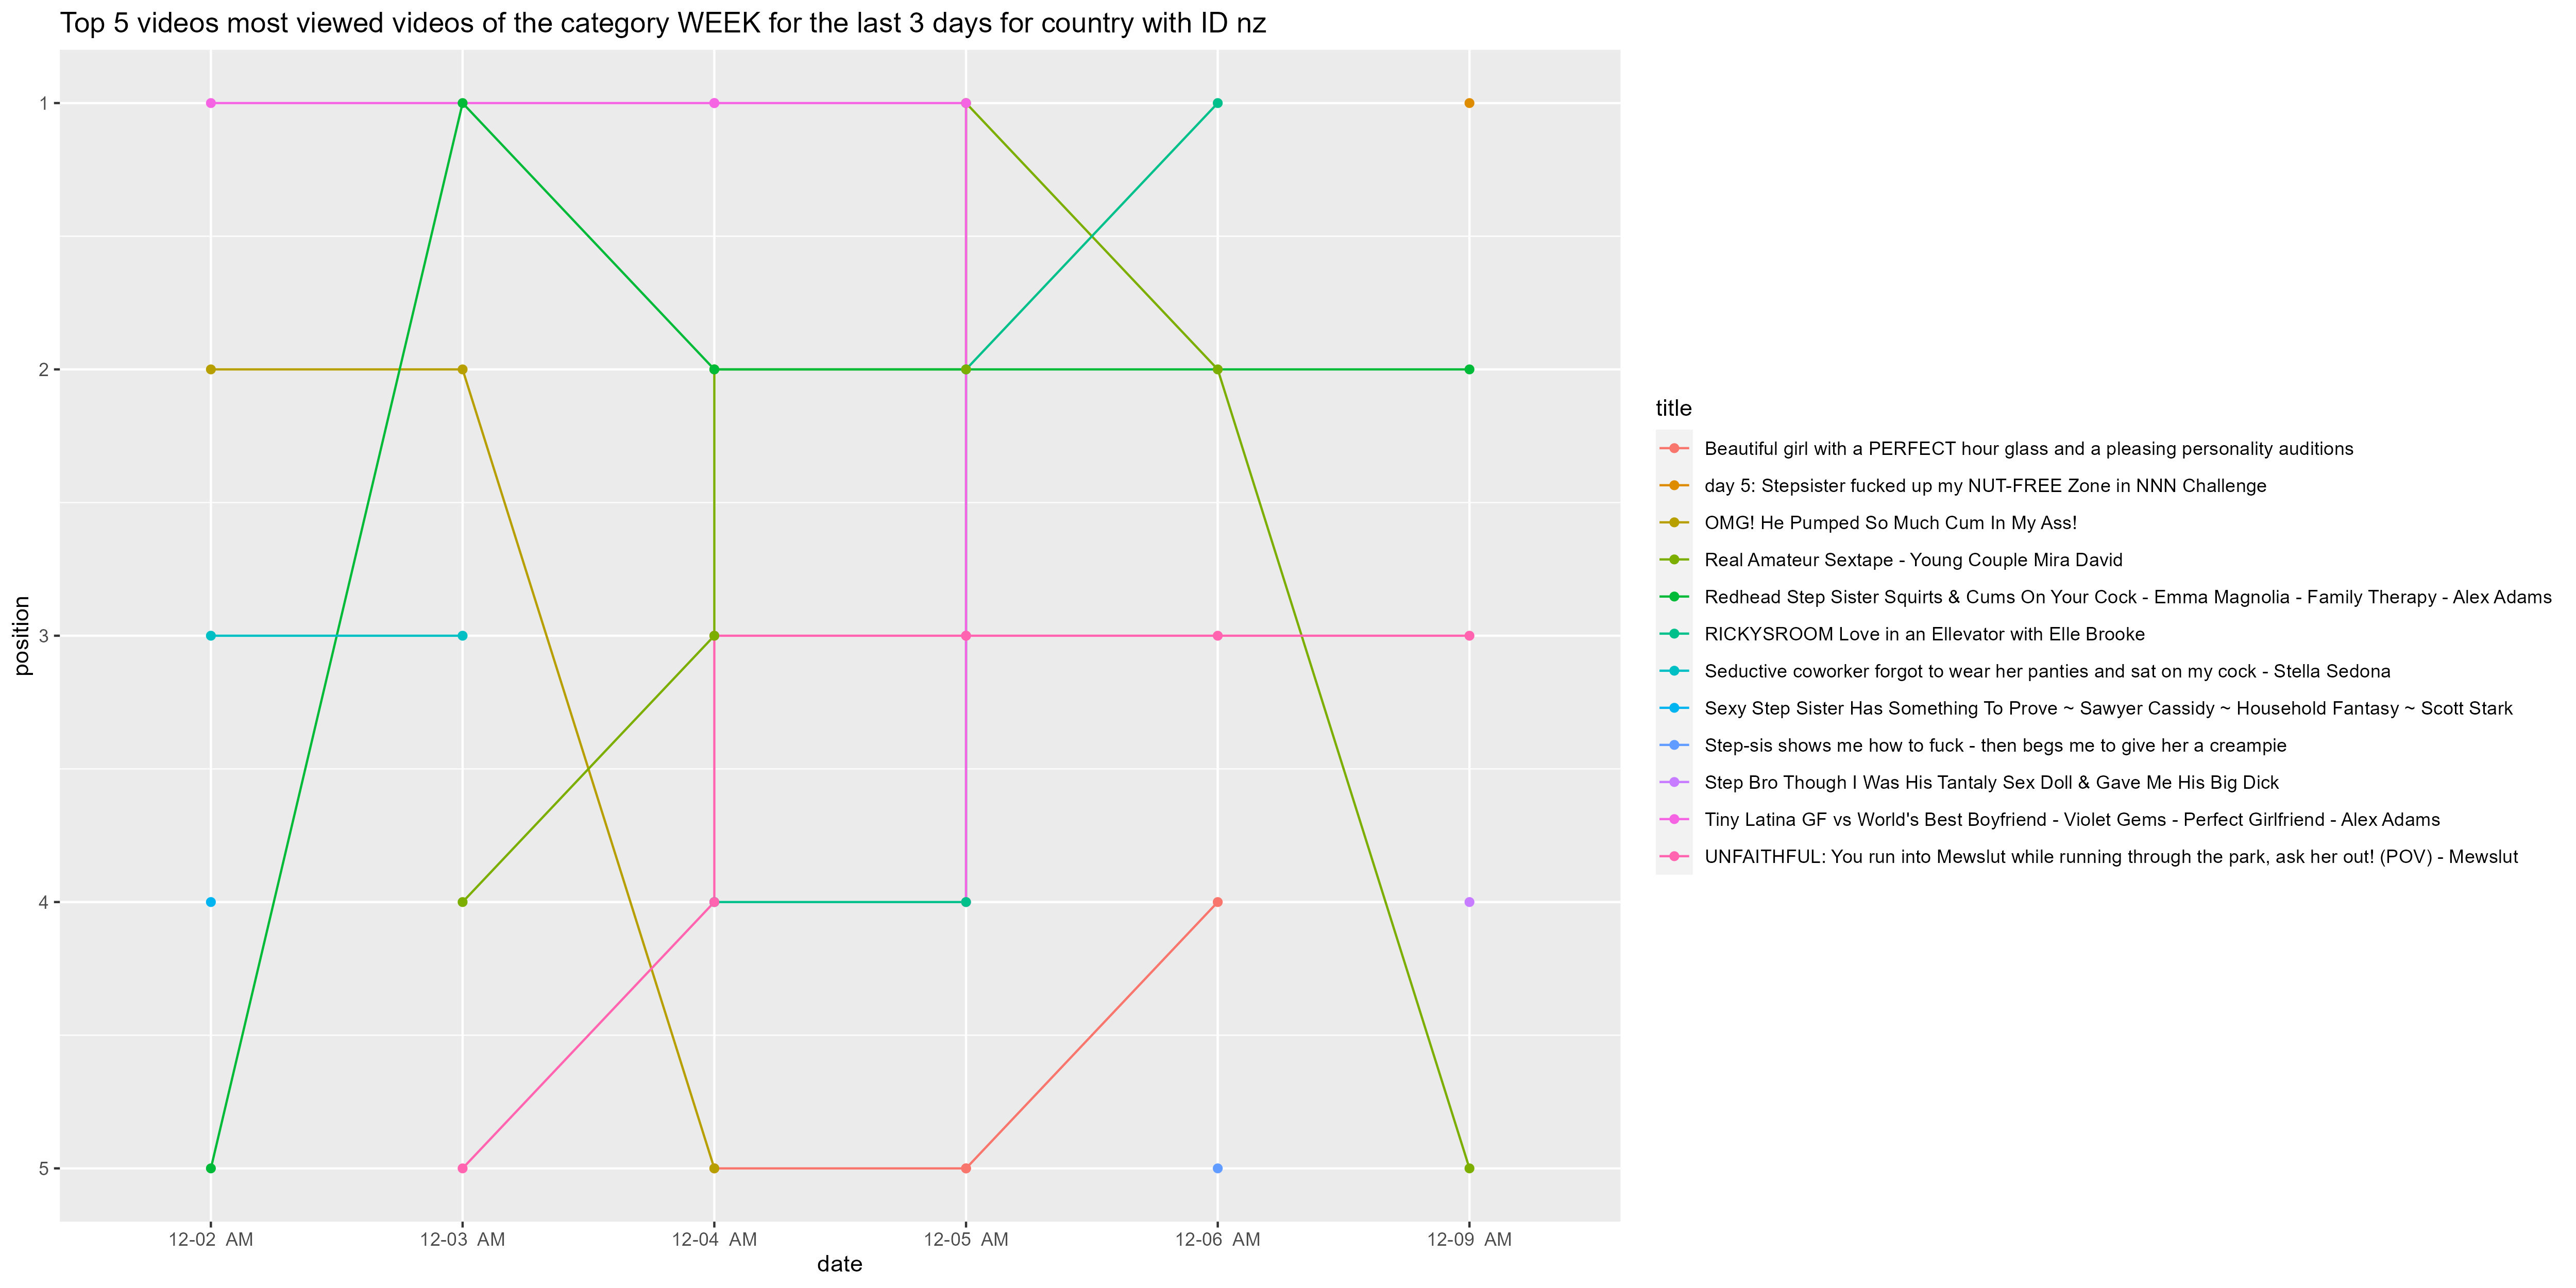 Top 5 videos most viewed videos of the category WEEK for the last 3 days for country with ID nz
1
2
3
4
5
position
12-02 AM
12-03 AM
12-04 AM
12-05 AM
12-06 AM
12-09 AM
date
title
Beautiful girl with a PERFECT hour glass and a pleasing personality auditions
day 5: Stepsister fucked up my NUT-FREE Zone in NNN Challenge
OMG! He Pumped So Much Cum In My Ass!
Real Amateur Sextape - Young Couple Mira David
Redhead Step Sister Squirts & Cums On Your Cock - Emma Magnolia - Family Therapy - Alex Adams
RICKYSROOM Love in an Ellevator with Elle Brooke
Seductive coworker forgot to wear her panties and sat on my cock - Stella Sedona
Sexy Step Sister Has Something To Prove ~ Sawyer Cassidy ~ Household Fantasy ~ Scott Stark
Step-sis shows me how to fuck - then begs me to give her a creampie
Step Bro Though I Was His Tantaly Sex Doll & Gave Me His Big Dick
Tiny Latina GF vs World's Best Boyfriend - Violet Gems - Perfect Girlfriend - Alex Adams
UNFAITHFUL: You run into Mewslut while running through the park, ask her out! (POV) - Mewslut